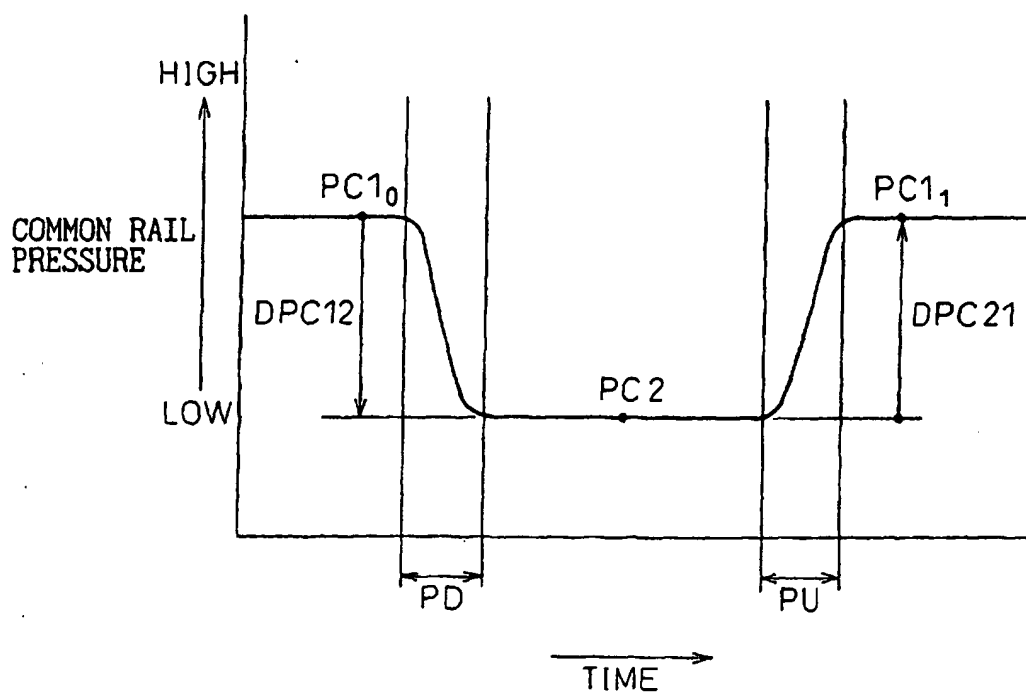 HIGH
PC1₀
PC1₁
COMMON RAIL
PRESSURE
DPC12
DPC21
PC2
LOW
PD
PU
TIME